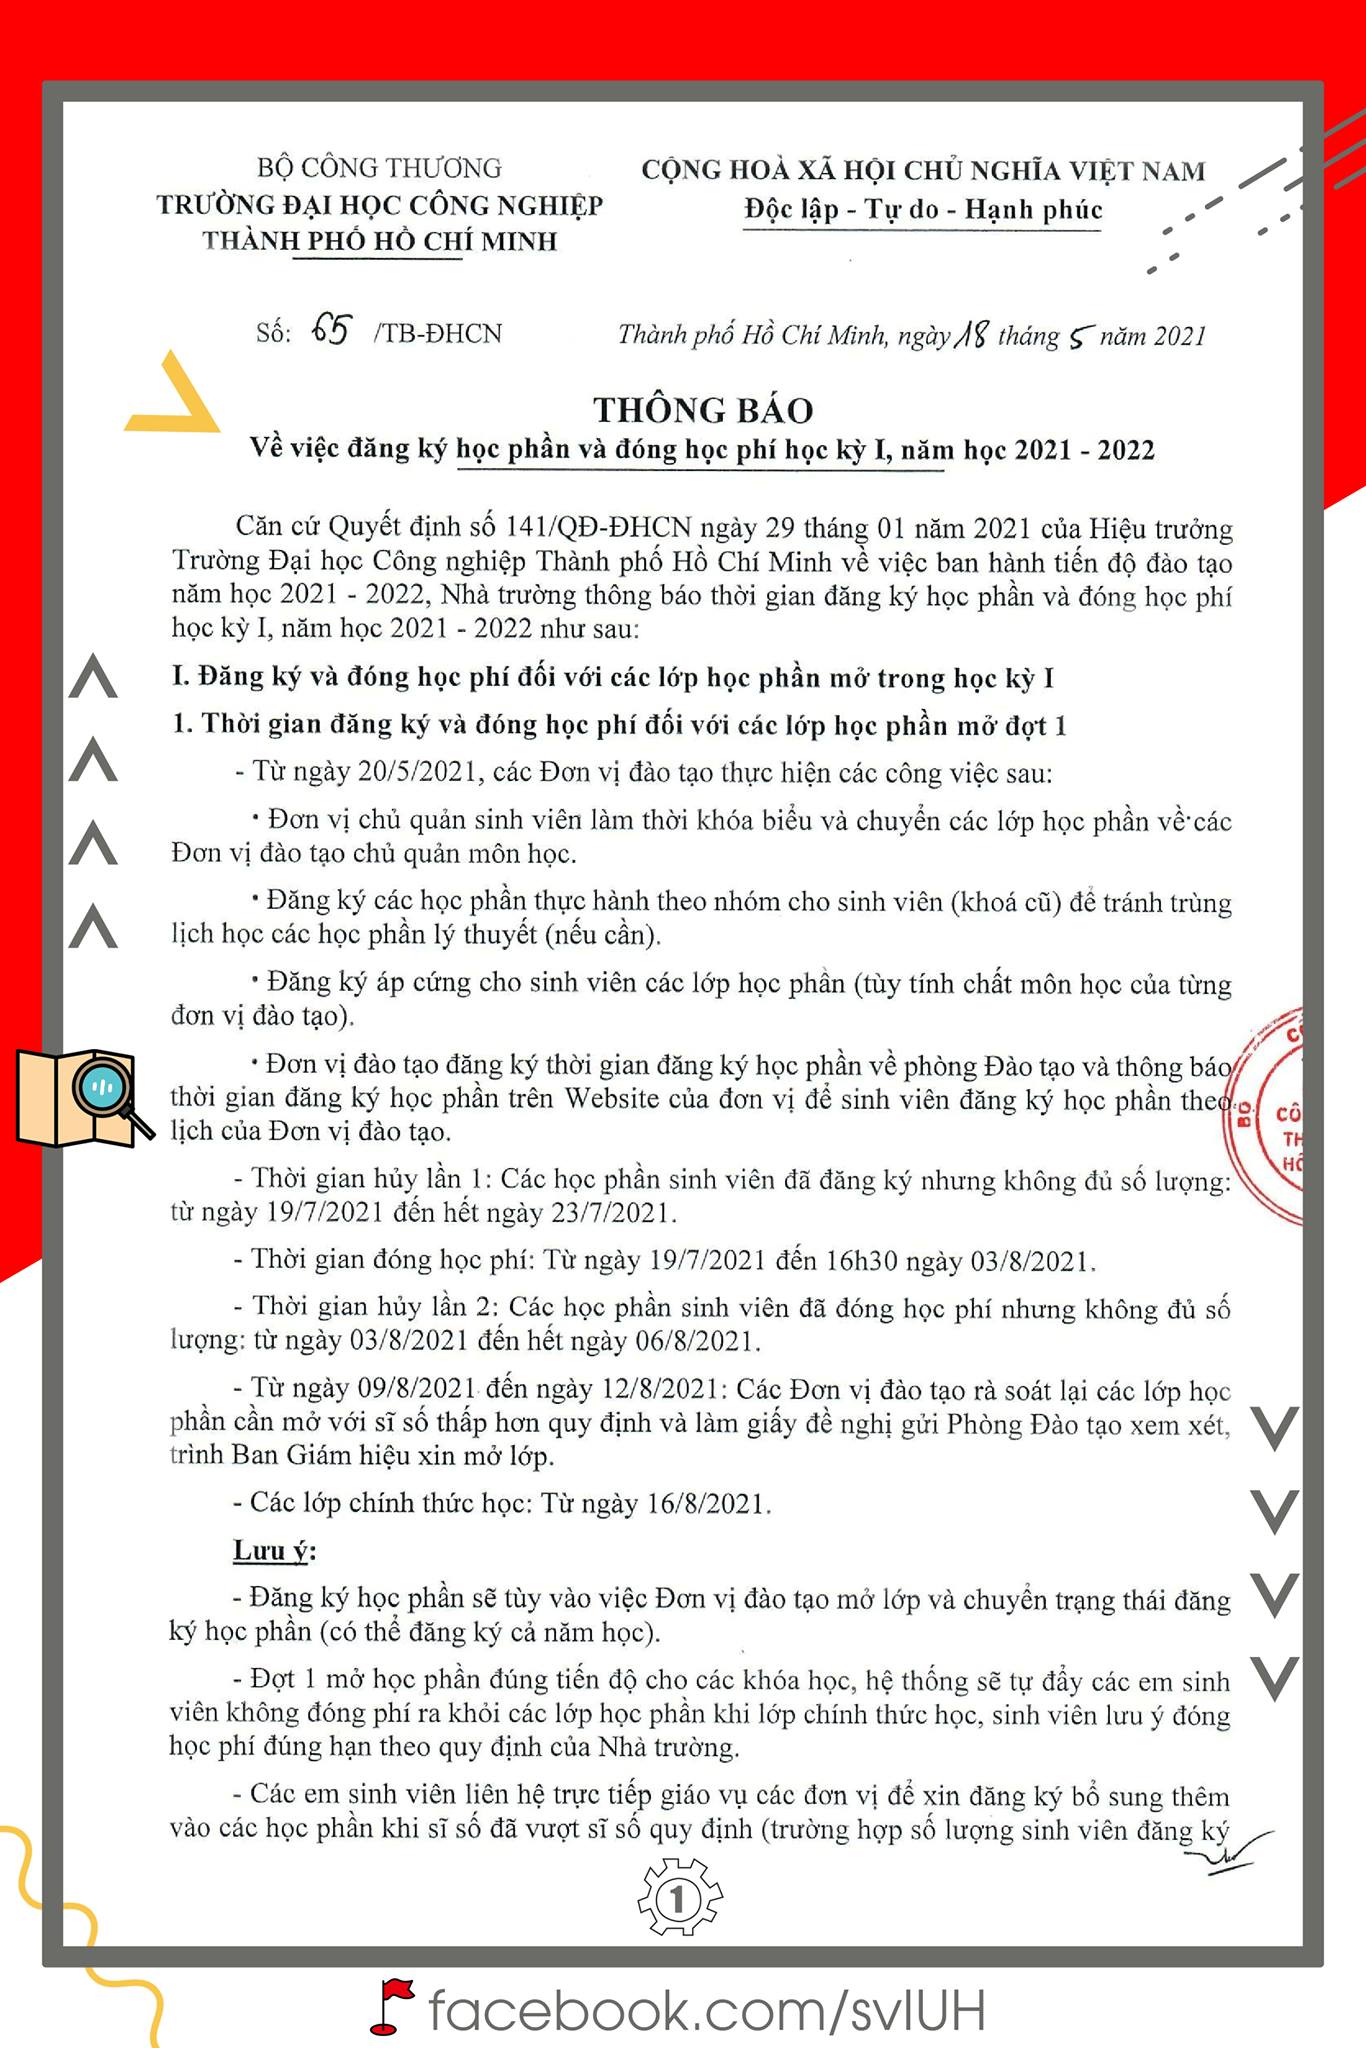 BỘ CÔNG THƯƠNG
TRƯỜNG ĐẠI HỌC CÔNG NGHIỆP
THÀNH PHỐ HỒ CHÍ MINH
CỘNG HOÀ XÃ HỘI CHỦ NGHĨA VIỆT NAM
Độc lập - Tự do - Hạnh phúc
Số: 65 /TB-ĐHCN
Thành phố Hồ Chí Minh, ngày 18 tháng 5 năm 2021
THÔNG BÁO
Về việc đăng ký học phần và đóng học phí học kỳ I, năm học 2021 - 2022
Căn cứ Quyết định số 141/QĐ-ĐHCN ngày 29 tháng 01 năm 2021 của Hiệu trưởng
Trường Đại học Công nghiệp Thành phố Hồ Chí Minh về việc ban hành tiến độ đào tạo
năm học 2021 - 2022, Nhà trường thông báo thời gian đăng ký học phần và đóng học phí
học kỳ I, năm học 2021 - 2022 như sau:
I. Đăng ký và đóng học phí đối với các lớp học phần mở trong học kỳ I
1. Thời gian đăng ký và đóng học phí đối với các lớp học phần mở đợt 1
- Từ ngày 20/5/2021, các Đơn vị đào tạo thực hiện các công việc sau:
• Đơn vị chủ quản sinh viên làm thời khóa biểu và chuyển các lớp học phần về các
Đơn vị đào tạo chủ quản môn học.
• Đăng ký các học phần thực hành theo nhóm cho sinh viên (khoá cũ) để tránh trùng
lịch học các học phần lý thuyết (nếu cần).
• Đăng ký áp cứng cho sinh viên các lớp học phần (tùy tính chất môn học của từng
đơn vị đào tạo).
• Đơn vị đào tạo đăng ký thời gian đăng ký học phần về phòng Đào tạo và thông báo
thời gian đăng ký học phần trên Website của đơn vị để sinh viên đăng ký học phần theo
lịch của Đơn vị đào tạo.
BỘ
CÔ
TH
HỒ
- Thời gian hủy lần 1: Các học phần sinh viên đã đăng ký nhưng không đủ số lượng:
từ ngày 19/7/2021 đến hết ngày 23/7/2021.
- Thời gian đóng học phí: Từ ngày 19/7/2021 đến 16h30 ngày 03/8/2021.
- Thời gian hủy lần 2: Các học phần sinh viên đã đóng học phí nhưng không đủ số
lượng: từ ngày 03/8/2021 đến hết ngày 06/8/2021.
- Từ ngày 09/8/2021 đến ngày 12/8/2021: Các Đơn vị đào tạo rà soát lại các lớp học
phần cần mở với sĩ số thấp hơn quy định và làm giấy đề nghị gửi Phòng Đào tạo xem xét,
trình Ban Giám hiệu xin mở lớp.
- Các lớp chính thức học: Từ ngày 16/8/2021.
Lưu ý:
- Đăng ký học phần sẽ tùy vào việc Đơn vị đào tạo mở lớp và chuyển trạng thái đăng
ký học phần (có thể đăng ký cả năm học).
- Đợt 1 mở học phần đúng tiến độ cho các khóa học, hệ thống sẽ tự đẩy các em sinh
viên không đóng phí ra khỏi các lớp học phần khi lớp chính thức học, sinh viên lưu ý đóng
học phí đúng hạn theo quy định của Nhà trường.
- Các em sinh viên liên hệ trực tiếp giáo vụ các đơn vị để xin đăng ký bổ sung thêm
vào các học phần khi sĩ số đã vượt sĩ số quy định (trường hợp số lượng sinh viên đăng ký
1
facebook.com/svIUH